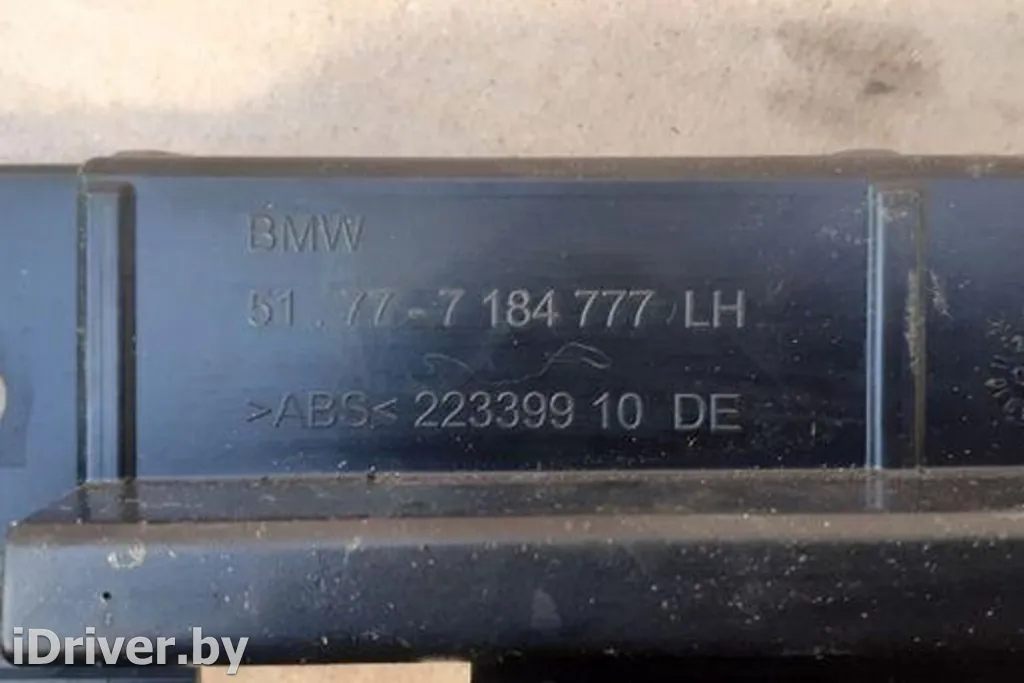 BMW
51.77-7 184 777 LH
>ABS< 223399 10 DE
iDriver.by